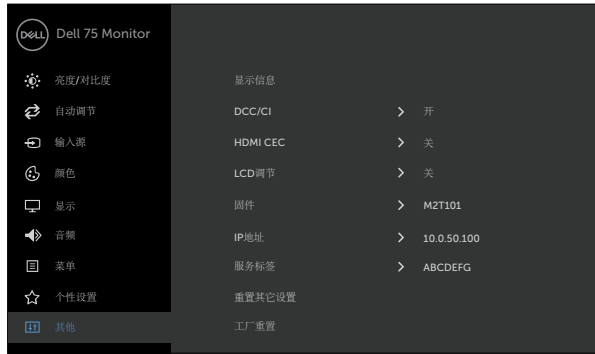 DELL Dell 75 Monitor
亮度/对比度 显示信息
自动调节 DCC/CI 开
输入源 HDMI CEC 关
颜色 LCD调节 关
显示 固件 M2T101
音频 IP地址 10.0.50.100
菜单 服务标签 ABCDEFG
个性设置 重置其它设置
其他 工厂重置